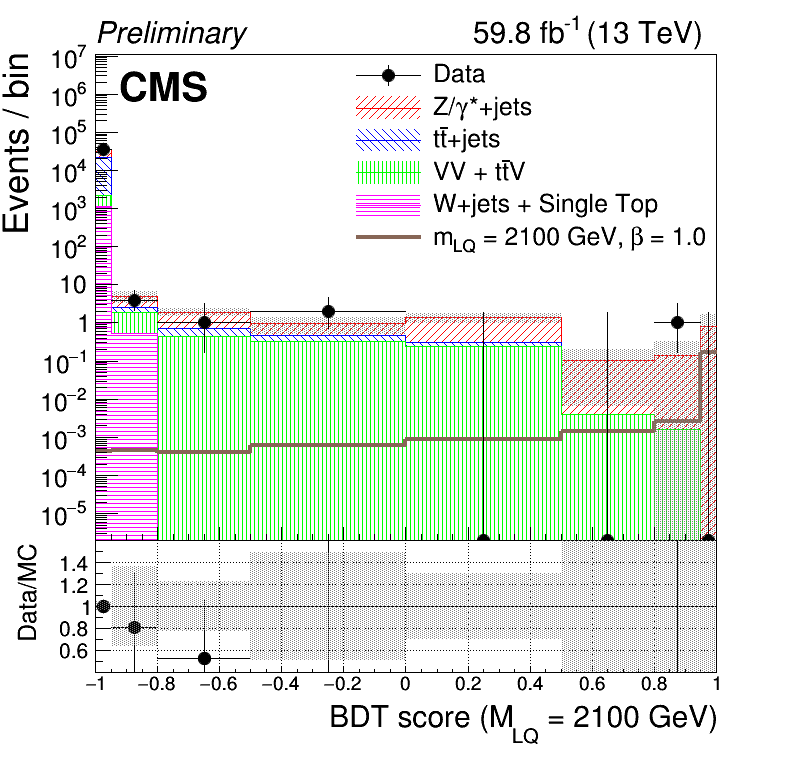 Preliminary 59.8 fb⁻¹ (13 TeV)
CMS
Events / bin
10⁷
10⁶
10⁵
10⁴
10³
10²
10
1
10⁻¹
10⁻²
10⁻³
10⁻⁴
10⁻⁵
Data
Z/γ*+jets
tt̄+jets
VV + tt̄V
W+jets + Single Top
m_LQ = 2100 GeV, β = 1.0
Data/MC
1.4
1.2
1
0.8
0.6
−1 −0.8 −0.6 −0.4 −0.2 0 0.2 0.4 0.6 0.8 1
BDT score (M_LQ = 2100 GeV)